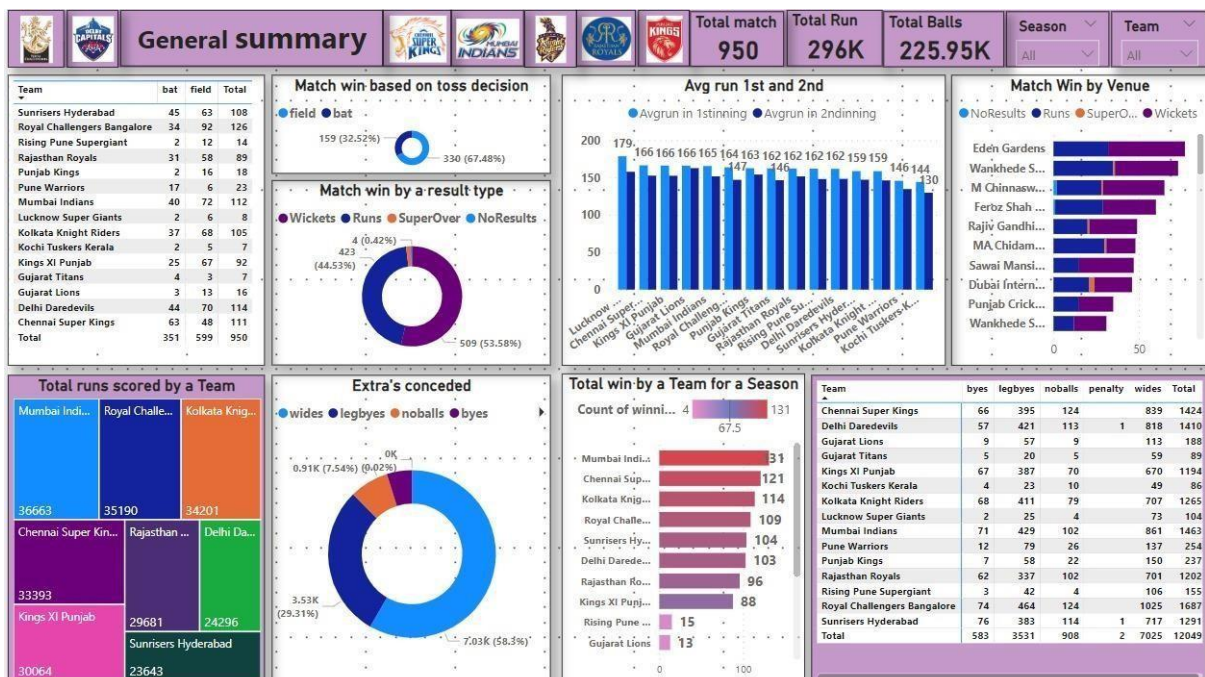 General summary
DELHI CAPITALS
CHENNAI SUPER KINGS
MUMBAI INDIANS
RAJASTHAN ROYALS
KINGS
Total match
950
Total Run
296K
Total Balls
225.95K
Season
All
Team
All
Team bat field Total
Sunrisers Hyderabad 45 63 108
Royal Challengers Bangalore 34 92 126
Rising Pune Supergiant 2 12 14
Rajasthan Royals 31 58 89
Punjab Kings 2 16 18
Pune Warriors 17 6 23
Mumbai Indians 40 72 112
Lucknow Super Giants 2 6 8
Kolkata Knight Riders 37 68 105
Kochi Tuskers Kerala 2 5 7
Kings XI Punjab 25 67 92
Gujarat Titans 4 3 7
Gujarat Lions 3 13 16
Delhi Daredevils 44 70 114
Chennai Super Kings 63 48 111
Total 351 599 950
Match win based on toss decision
field bat
159 (32.52%)
330 (67.48%)
Match win by a result type
Wickets Runs SuperOver NoResults
4 (0.42%)
423
(44.53%)
509 (53.58%)
Avg run 1st and 2nd
Avgrun in 1stinning Avgrun in 2ndinning
200
150
100
50
0
179 166 166 166 165 164 163 162 162 162 162 159 159 146 144
147 146 130
Lucknow ...
Chennai Super...
Kings XI Punjab
Gujarat Lions
Mumbai Indians
Royal Challeng...
Punjab Kings
Gujarat Titans
Rajasthan Royals
Rising Pune Su...
Delhi Daredevils
Sunrisers Hyder...
Kolkata Knight ...
Pune Warriors
Kochi Tuskers K...
Match Win by Venue
NoResults Runs SuperO... Wickets
Eden Gardens
Wankhede S...
M Chinnasw...
Feroz Shah ...
Rajiv Gandhi...
MA Chidam...
Sawai Mansi...
Dubai Intern...
Punjab Crick...
Wankhede S...
0 50
Total runs scored by a Team
Mumbai Indi...
36663
Royal Challe...
35190
Kolkata Knig...
34201
Chennai Super Kin...
33393
Rajasthan ...
29681
Delhi Da...
24296
Kings XI Punjab
30064
Sunrisers Hyderabad
23643
Extra's conceded
wides legbyes noballs byes
0K
0.91K (7.54%) (0.02%)
3.53K
(29.31%)
7.03K (58.3%)
Total win by a Team for a Season
Count of winni... 4 131
67.5
Mumbai Indi... 131
Chennai Sup... 121
Kolkata Knig... 114
Royal Challe... 109
Sunrisers Hy... 104
Delhi Darede... 103
Rajasthan Ro... 96
Kings XI Punj... 88
Rising Pune ... 15
Gujarat Lions 13
0 100
Team byes legbyes noballs penalty wides Total
Chennai Super Kings 66 395 124 839 1424
Delhi Daredevils 57 421 113 1 818 1410
Gujarat Lions 9 57 9 113 188
Gujarat Titans 5 20 5 59 89
Kings XI Punjab 67 387 70 670 1194
Kochi Tuskers Kerala 4 23 10 49 86
Kolkata Knight Riders 68 411 79 707 1265
Lucknow Super Giants 2 25 4 73 104
Mumbai Indians 71 429 102 861 1463
Pune Warriors 12 79 26 137 254
Punjab Kings 7 58 22 150 237
Rajasthan Royals 62 337 102 701 1202
Rising Pune Supergiant 3 42 4 106 155
Royal Challengers Bangalore 74 464 124 1025 1687
Sunrisers Hyderabad 76 383 114 1 717 1291
Total 583 3531 908 2 7025 12049